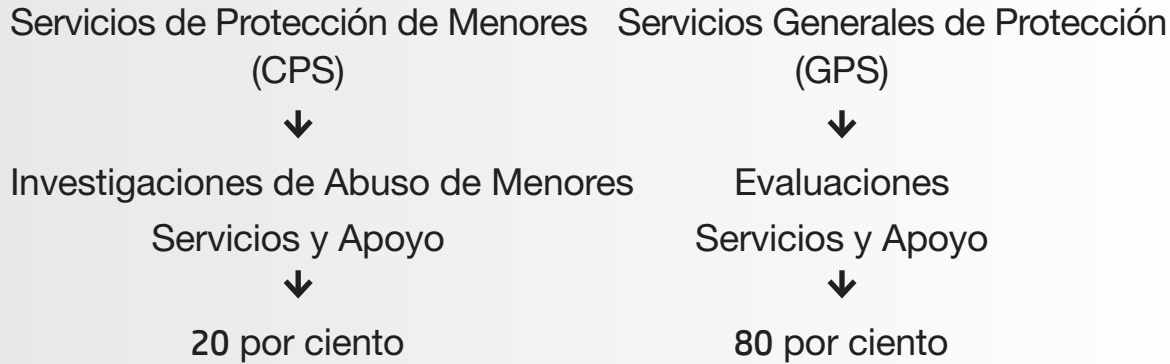 Servicios de Protección de Menores
(CPS)
↓
Investigaciones de Abuso de Menores
Servicios y Apoyo
↓
20 por ciento
Servicios Generales de Protección
(GPS)
↓
Evaluaciones
Servicios y Apoyo
↓
80 por ciento